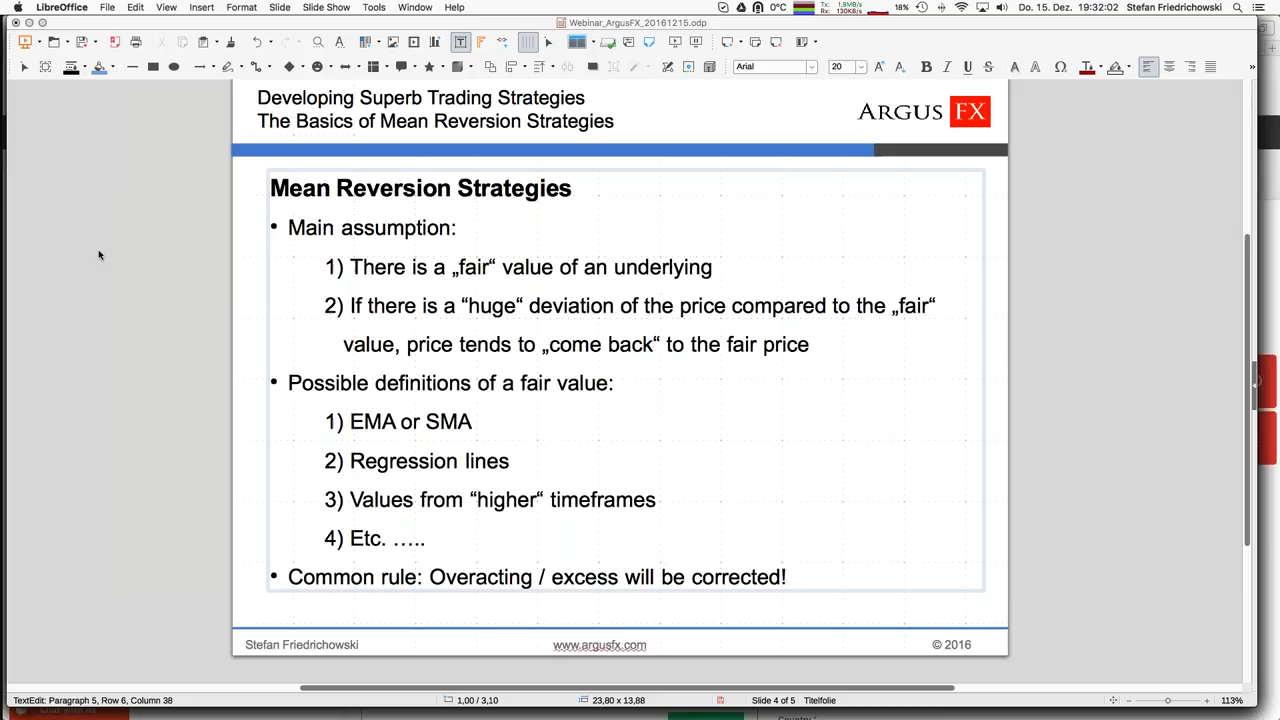 LibreOffice File Edit View Insert Format Slide Slide Show Tools Window Help 0°C Tx: 1,8MB/s Rx: 130KB/s 18% Do. 15. Dez. 19:32:02 Stefan Friedrichowski
Webinar_ArgusFX_20161215.odp
Arial 20
Developing Superb Trading Strategies
The Basics of Mean Reversion Strategies
ARGUS FX
Mean Reversion Strategies
• Main assumption:
1) There is a „fair“ value of an underlying
2) If there is a “huge“ deviation of the price compared to the „fair“
value, price tends to „come back“ to the fair price
• Possible definitions of a fair value:
1) EMA or SMA
2) Regression lines
3) Values from “higher“ timeframes
4) Etc. …..
• Common rule: Overacting / excess will be corrected!
Stefan Friedrichowski www.argusfx.com © 2016
TextEdit: Paragraph 5, Row 6, Column 38 1,00 / 3,10 23,80 x 13,88 Slide 4 of 5 Titelfolie 113%